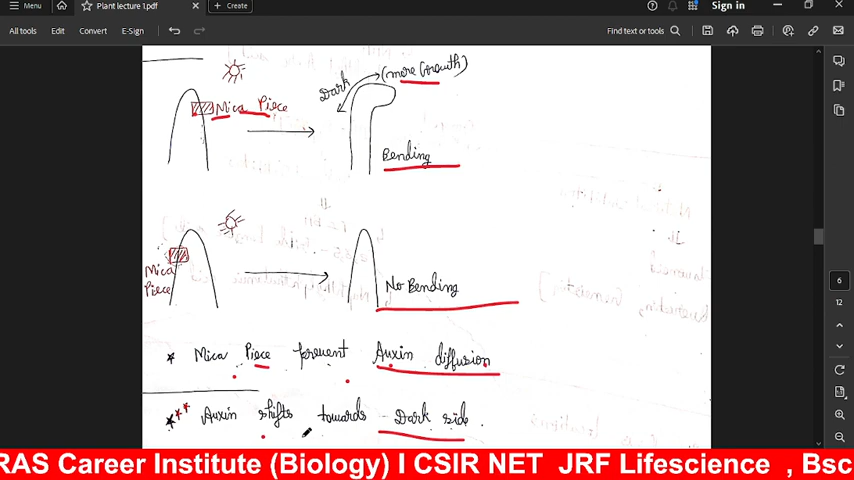 Menu
Plant lecture 1.pdf
+ Create
Sign in
All tools Edit Convert E-Sign
Find text or tools
Dark (more Growth)
Mica Piece
Bending
Mica
Piece
No Bending
* Mica Piece prevent Auxin diffusion
*** Auxin shifts towards Dark side.
6
12
RAS Career Institute (Biology) I CSIR NET JRF Lifescience , Bsc